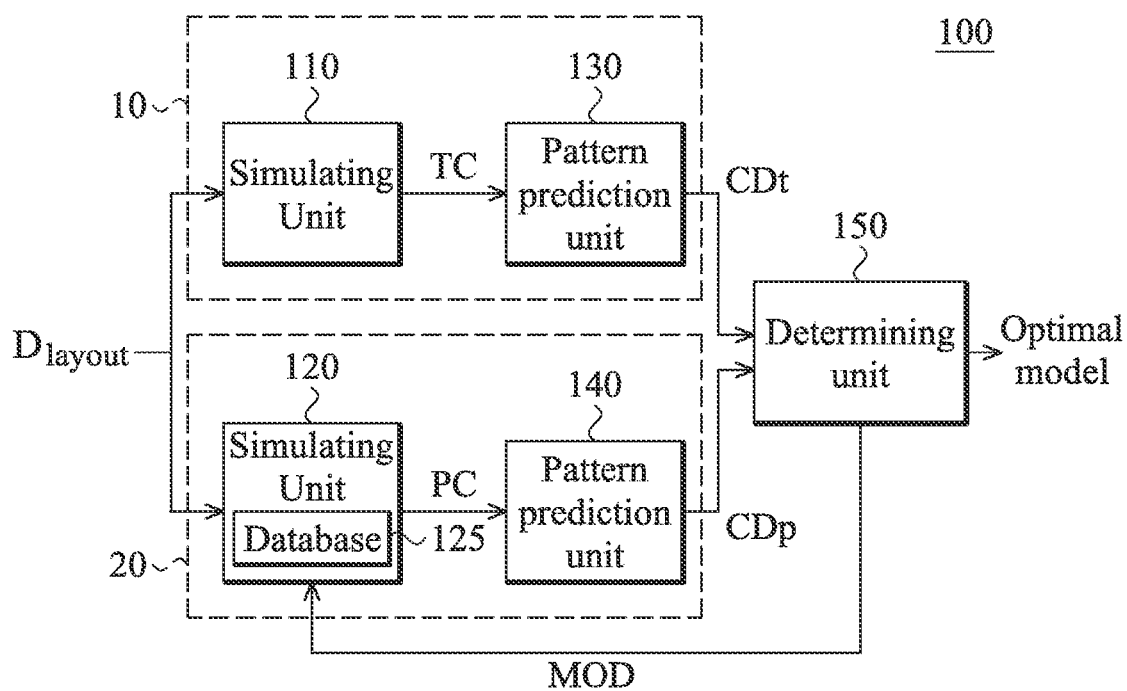 100
110
130
10
Simulating
Unit
TC
Pattern
prediction
unit
CDt
150
D layout
Determining
unit
Optimal
model
120
140
Simulating
Unit
Database
125
PC
Pattern
prediction
unit
CDp
20
MOD